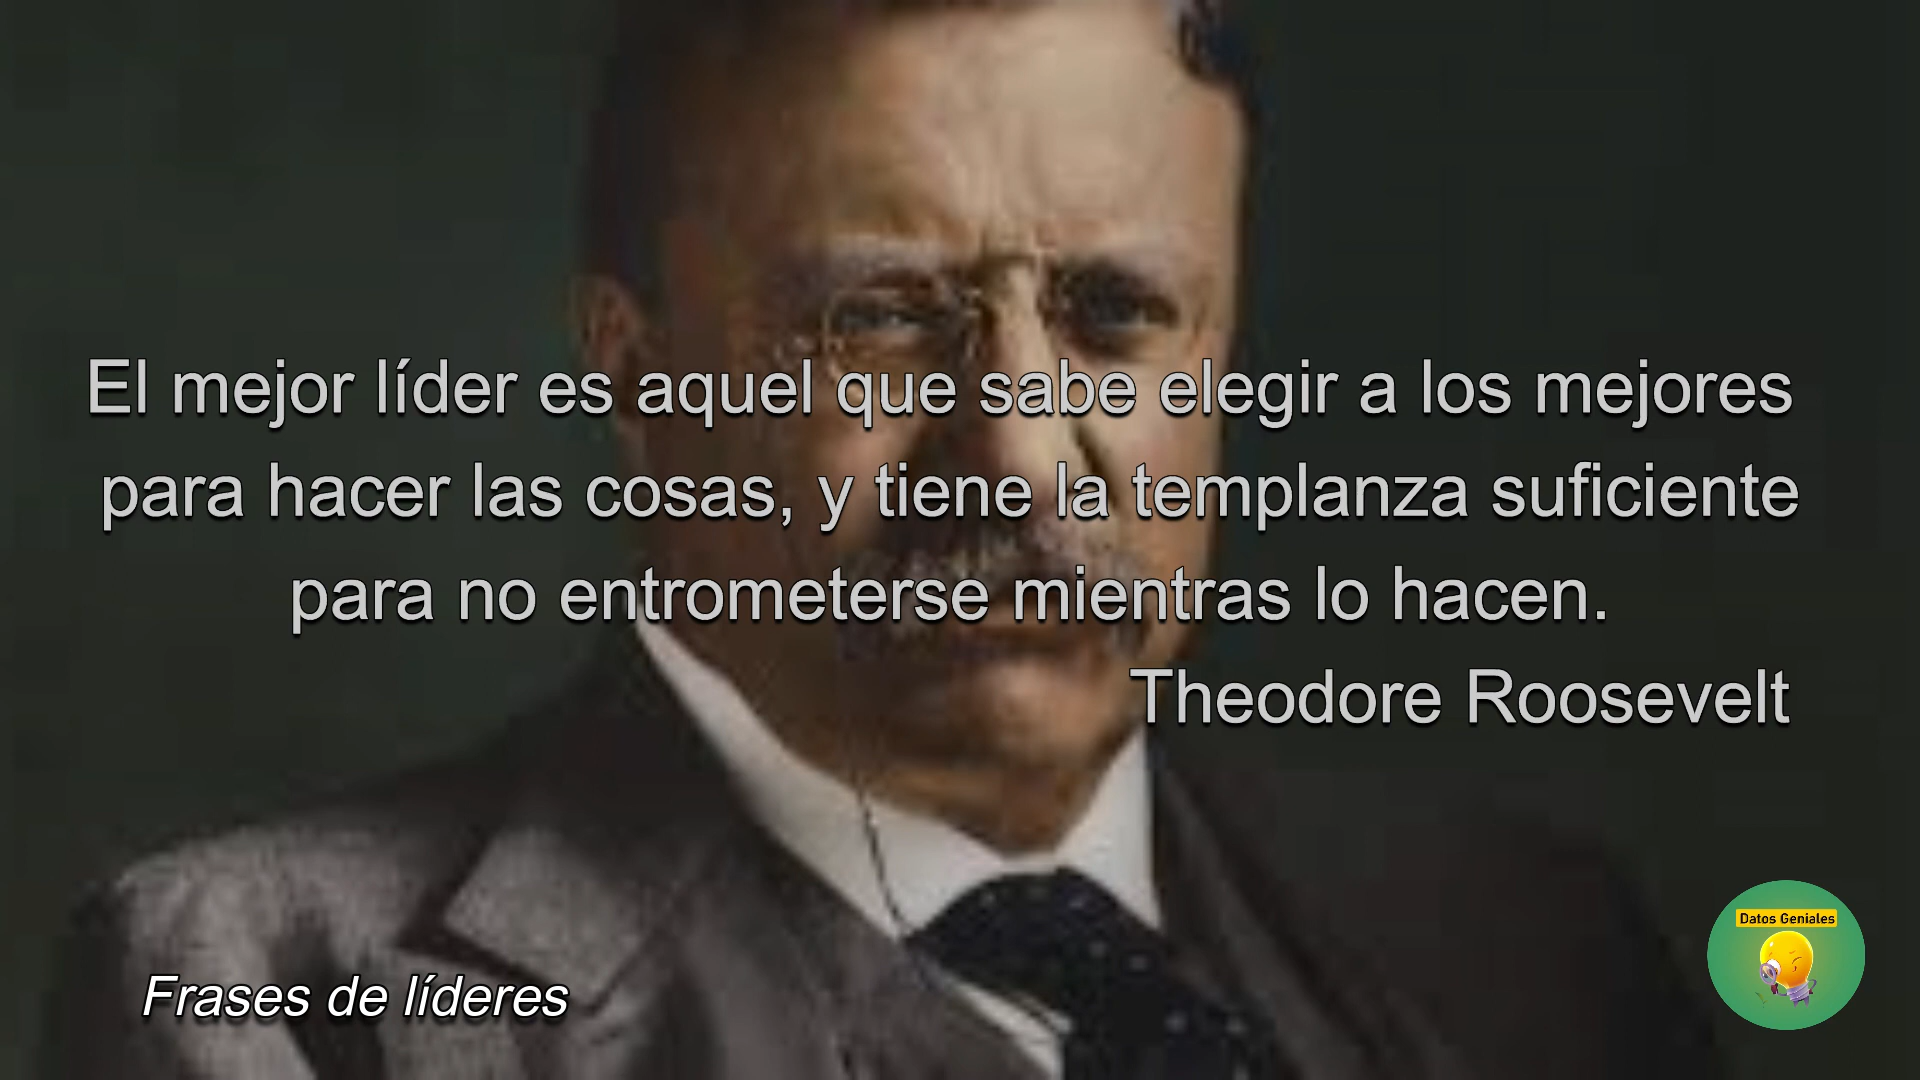 El mejor líder es aquel que sabe elegir a los mejores
para hacer las cosas, y tiene la templanza suficiente
para no entrometerse mientras lo hacen.
Theodore Roosevelt
Frases de líderes
Datos Geniales